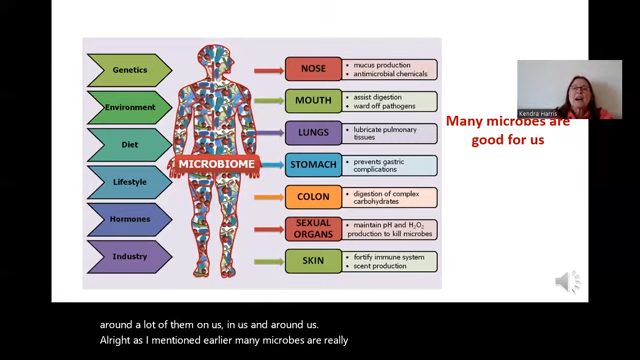 Genetics
Environment
Diet
Lifestyle
Hormones
Industry
MICROBIOME
NOSE
• mucus production
• antimicrobial chemicals
MOUTH
• assist digestion
• ward off pathogens
LUNGS
• lubricate pulmonary
tissues
STOMACH
• prevents gastric
complications
COLON
• digestion of complex
carbohydrates
SEXUAL
ORGANS
• maintain pH and H₂O₂
production to kill microbes
SKIN
• fortify immune system
• scent production
Kendra Harris
Many microbes are
good for us
around a lot of them on us, in us and around us.
Alright as I mentioned earlier many microbes are really